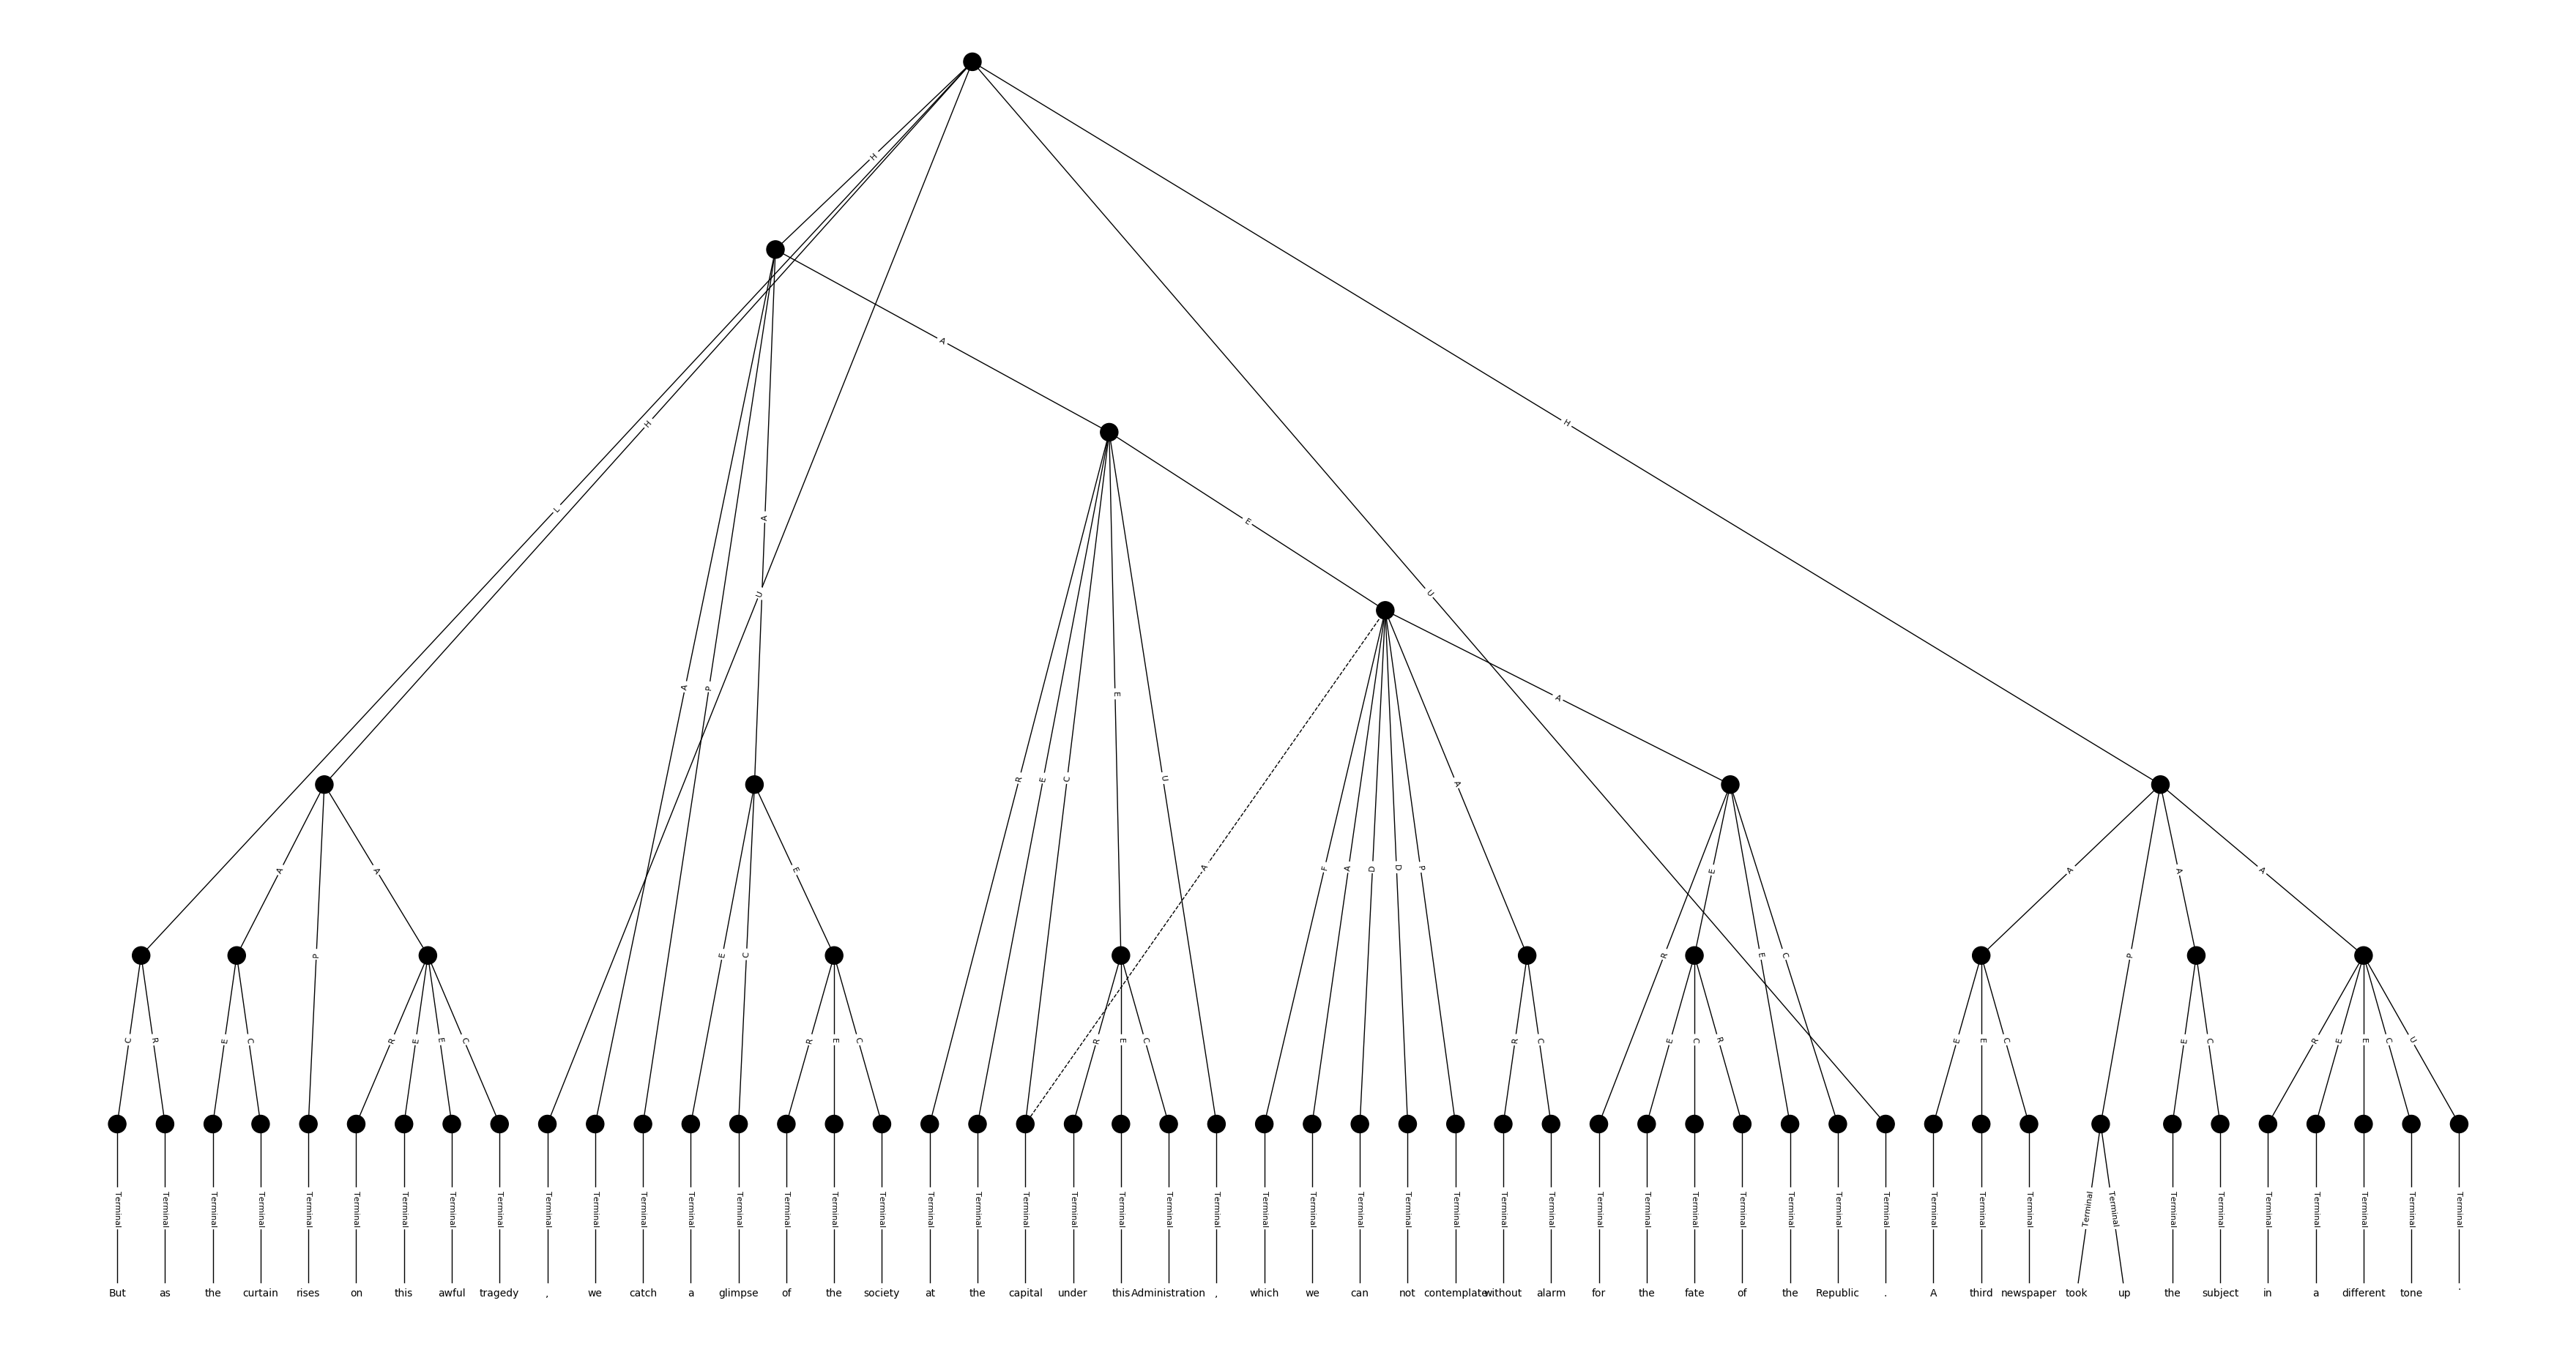 H
A
H
E
H
L
A
U
U
A
P
A
E
R
E
C
U
A
A
F
A
D
D
P
A
A
A
E
A
A
A
P
E
C
E
R
E
C
P
A
C
R
E
C
R
E
E
C
R
E
C
R
E
C
R
C
E
C
R
E
E
C
E
C
R
E
E
C
U
Terminal Terminal Terminal Terminal Terminal Terminal Terminal Terminal Terminal Terminal Terminal Terminal Terminal Terminal Terminal Terminal Terminal Terminal Terminal Terminal Terminal Terminal Terminal Terminal Terminal Terminal Terminal Terminal Terminal Terminal Terminal Terminal Terminal Terminal Terminal Terminal Terminal Terminal Terminal Terminal Terminal Terminal Terminal Terminal Terminal Terminal Terminal Terminal Terminal Terminal
But as the curtain rises on this awful tragedy , we catch a glimpse of the society at the capital under this Administration , which we can not contemplate without alarm for the fate of the Republic . A third newspaper took up the subject in a different tone .